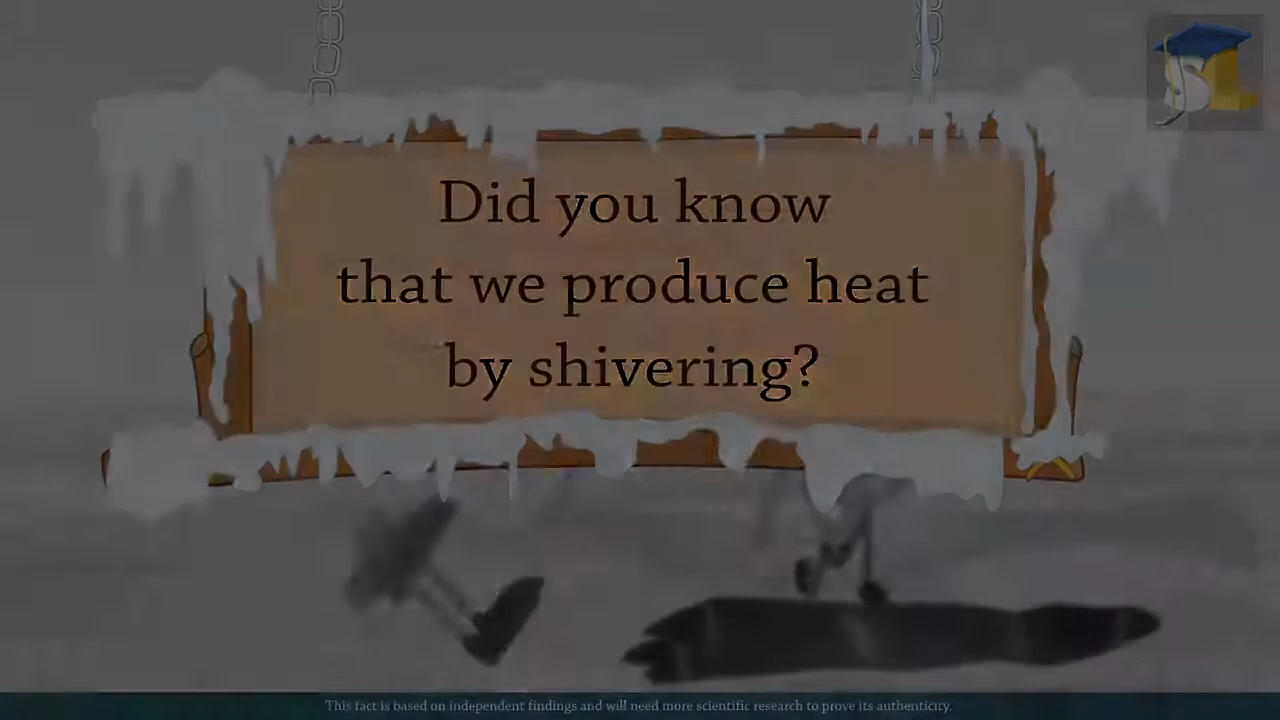 SL
Did you know
that we produce heat
by shivering?
This fact is based on independent findings and will need more scientific research to prove its authenticity.